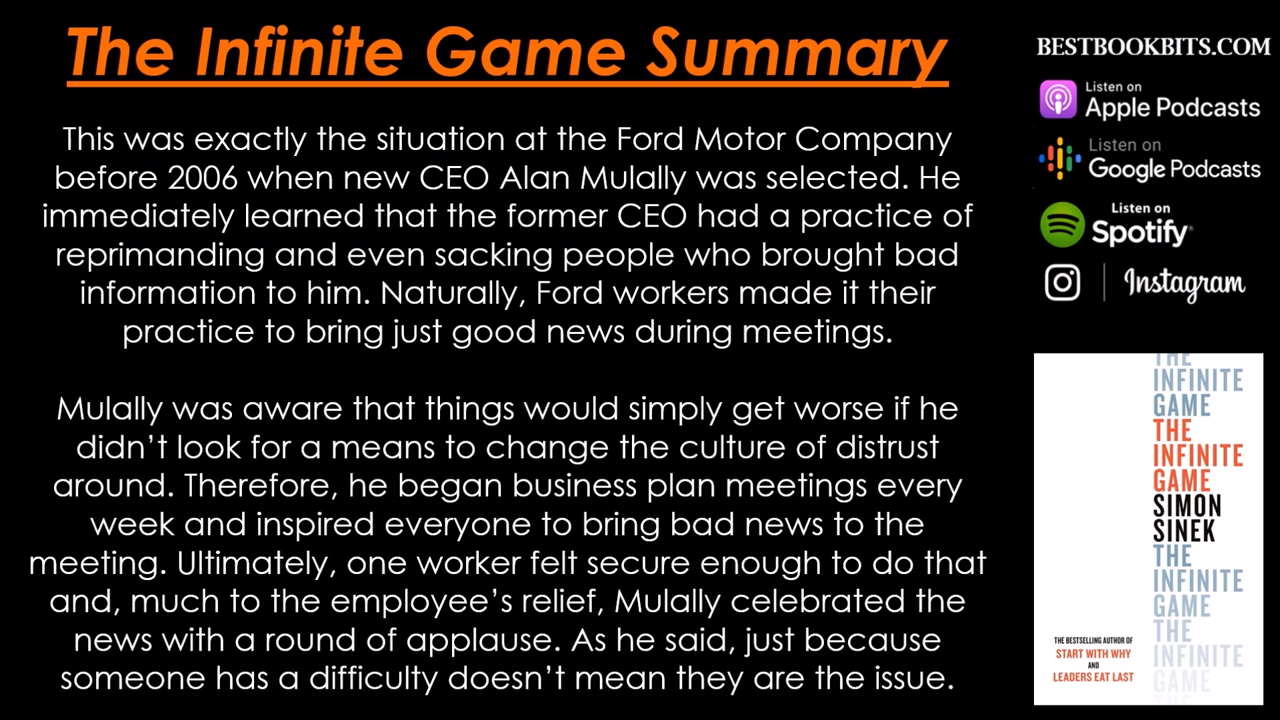 The Infinite Game Summary
This was exactly the situation at the Ford Motor Company
before 2006 when new CEO Alan Mulally was selected. He
immediately learned that the former CEO had a practice of
reprimanding and even sacking people who brought bad
information to him. Naturally, Ford workers made it their
practice to bring just good news during meetings.
Mulally was aware that things would simply get worse if he
didn’t look for a means to change the culture of distrust
around. Therefore, he began business plan meetings every
week and inspired everyone to bring bad news to the
meeting. Ultimately, one worker felt secure enough to do that
and, much to the employee’s relief, Mulally celebrated the
news with a round of applause. As he said, just because
someone has a difficulty doesn’t mean they are the issue.
BESTBOOKBITS.COM
Listen on
Apple Podcasts
Listen on
Google Podcasts
Listen on
Spotify
Instagram
THE
INFINITE
GAME
THE
INFINITE
GAME
SIMON
SINEK
THE
INFINITE
GAME
THE
INFINITE
GAME
THE BESTSELLING AUTHOR OF
START WITH WHY
AND
LEADERS EAT LAST